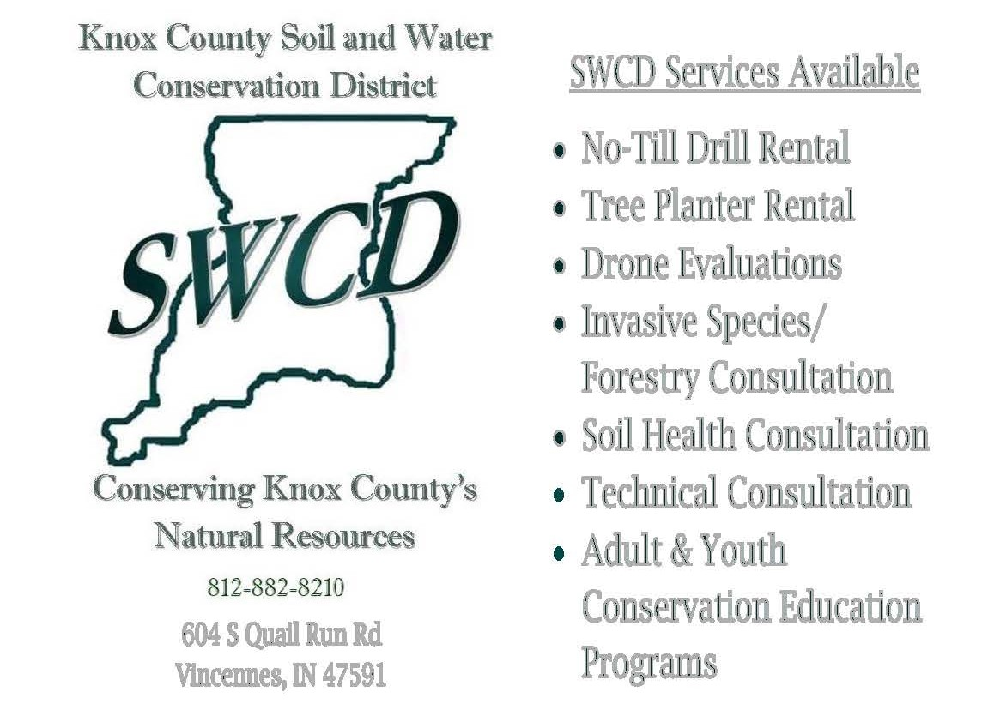 Knox County Soil and Water
Conservation District
SWCD
Conserving Knox County's
Natural Resources
812-882-8210
604 S Quail Run Rd
Vincennes, IN 47591
SWCD Services Available
• No-Till Drill Rental
• Tree Planter Rental
• Drone Evaluations
• Invasive Species/
Forestry Consultation
• Soil Health Consultation
• Technical Consultation
• Adult & Youth
Conservation Education
Programs